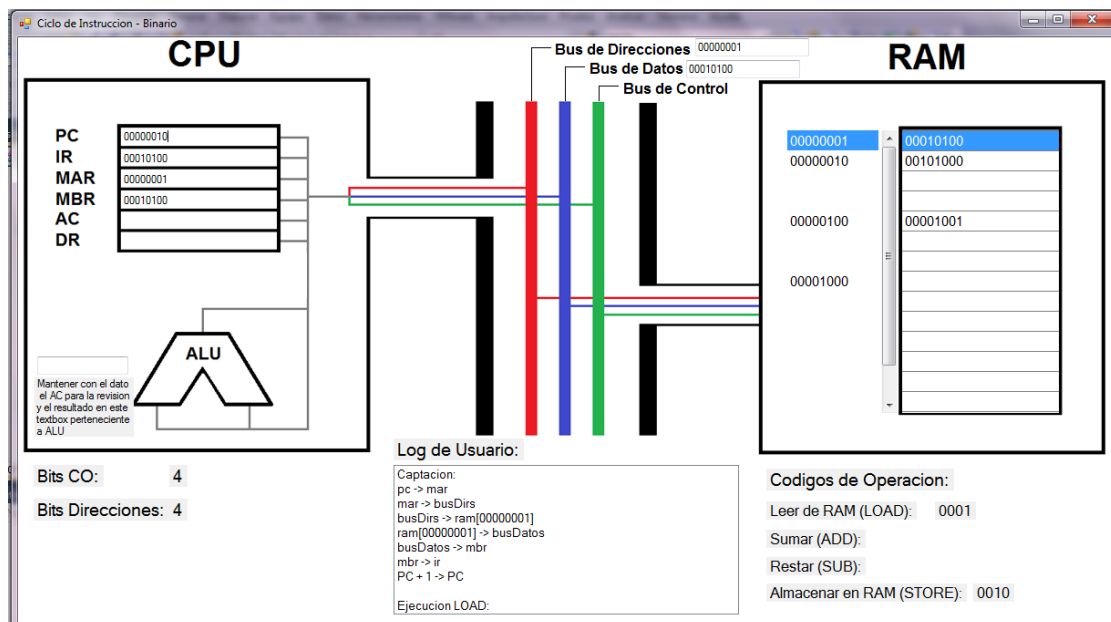 Ciclo de Instruccion - Binario
CPU
Bus de Direcciones 00000001
Bus de Datos 00010100
Bus de Control
RAM
PC 00000010
IR 00010100
MAR 00000001
MBR 00010100
AC
DR
ALU
Mantener con el dato
el AC para la revision
y el resultado en este
textbox perteneciente
a ALU
00000001 00010100
00000010 00101000
00000100 00001001
00001000
Bits CO: 4
Bits Direcciones: 4
Log de Usuario:
Captacion:
pc -> mar
mar -> busDirs
busDirs -> ram[00000001]
ram[00000001] -> busDatos
busDatos -> mbr
mbr -> ir
PC + 1 -> PC
Ejecucion LOAD:
Codigos de Operacion:
Leer de RAM (LOAD): 0001
Sumar (ADD):
Restar (SUB):
Almacenar en RAM (STORE): 0010